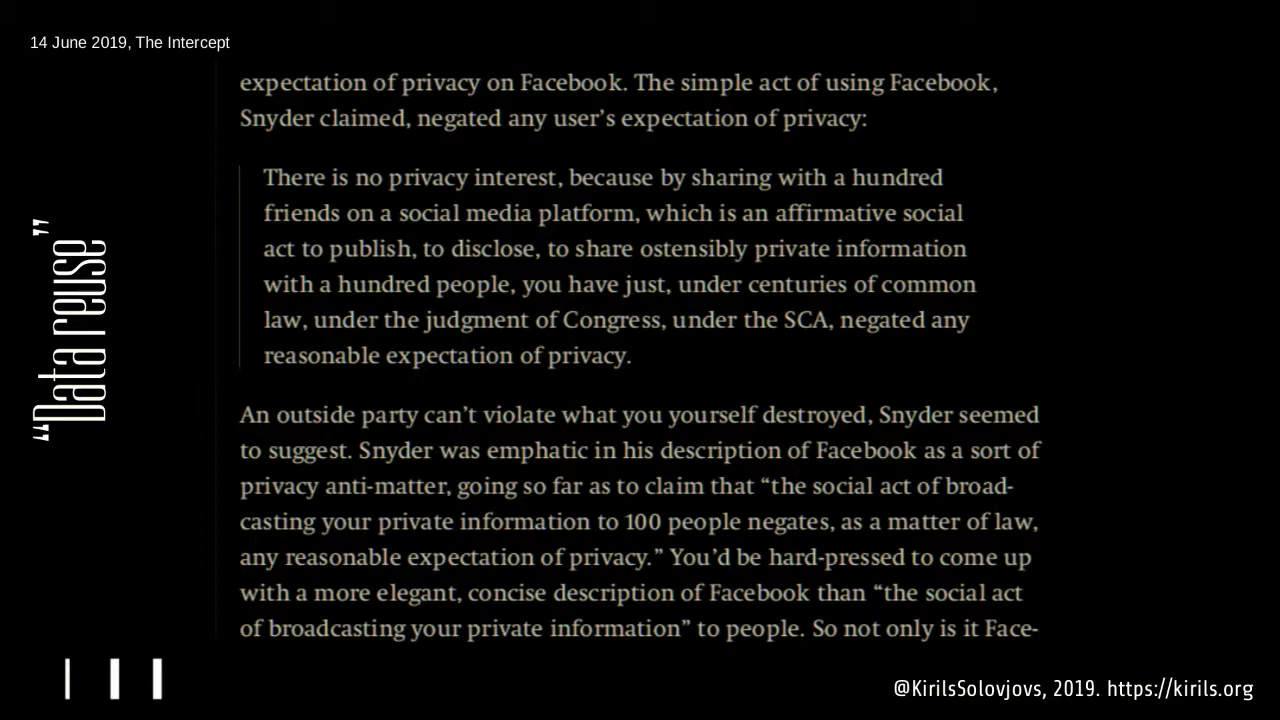 14 June 2019, The Intercept
“Data reuse”
expectation of privacy on Facebook. The simple act of using Facebook,
Snyder claimed, negated any user’s expectation of privacy:
There is no privacy interest, because by sharing with a hundred
friends on a social media platform, which is an affirmative social
act to publish, to disclose, to share ostensibly private information
with a hundred people, you have just, under centuries of common
law, under the judgment of Congress, under the SCA, negated any
reasonable expectation of privacy.
An outside party can’t violate what you yourself destroyed, Snyder seemed
to suggest. Snyder was emphatic in his description of Facebook as a sort of
privacy anti-matter, going so far as to claim that “the social act of broad-
casting your private information to 100 people negates, as a matter of law,
any reasonable expectation of privacy.” You’d be hard-pressed to come up
with a more elegant, concise description of Facebook than “the social act
of broadcasting your private information” to people. So not only is it Face-
@KirilsSolovjovs, 2019. https://kirils.org